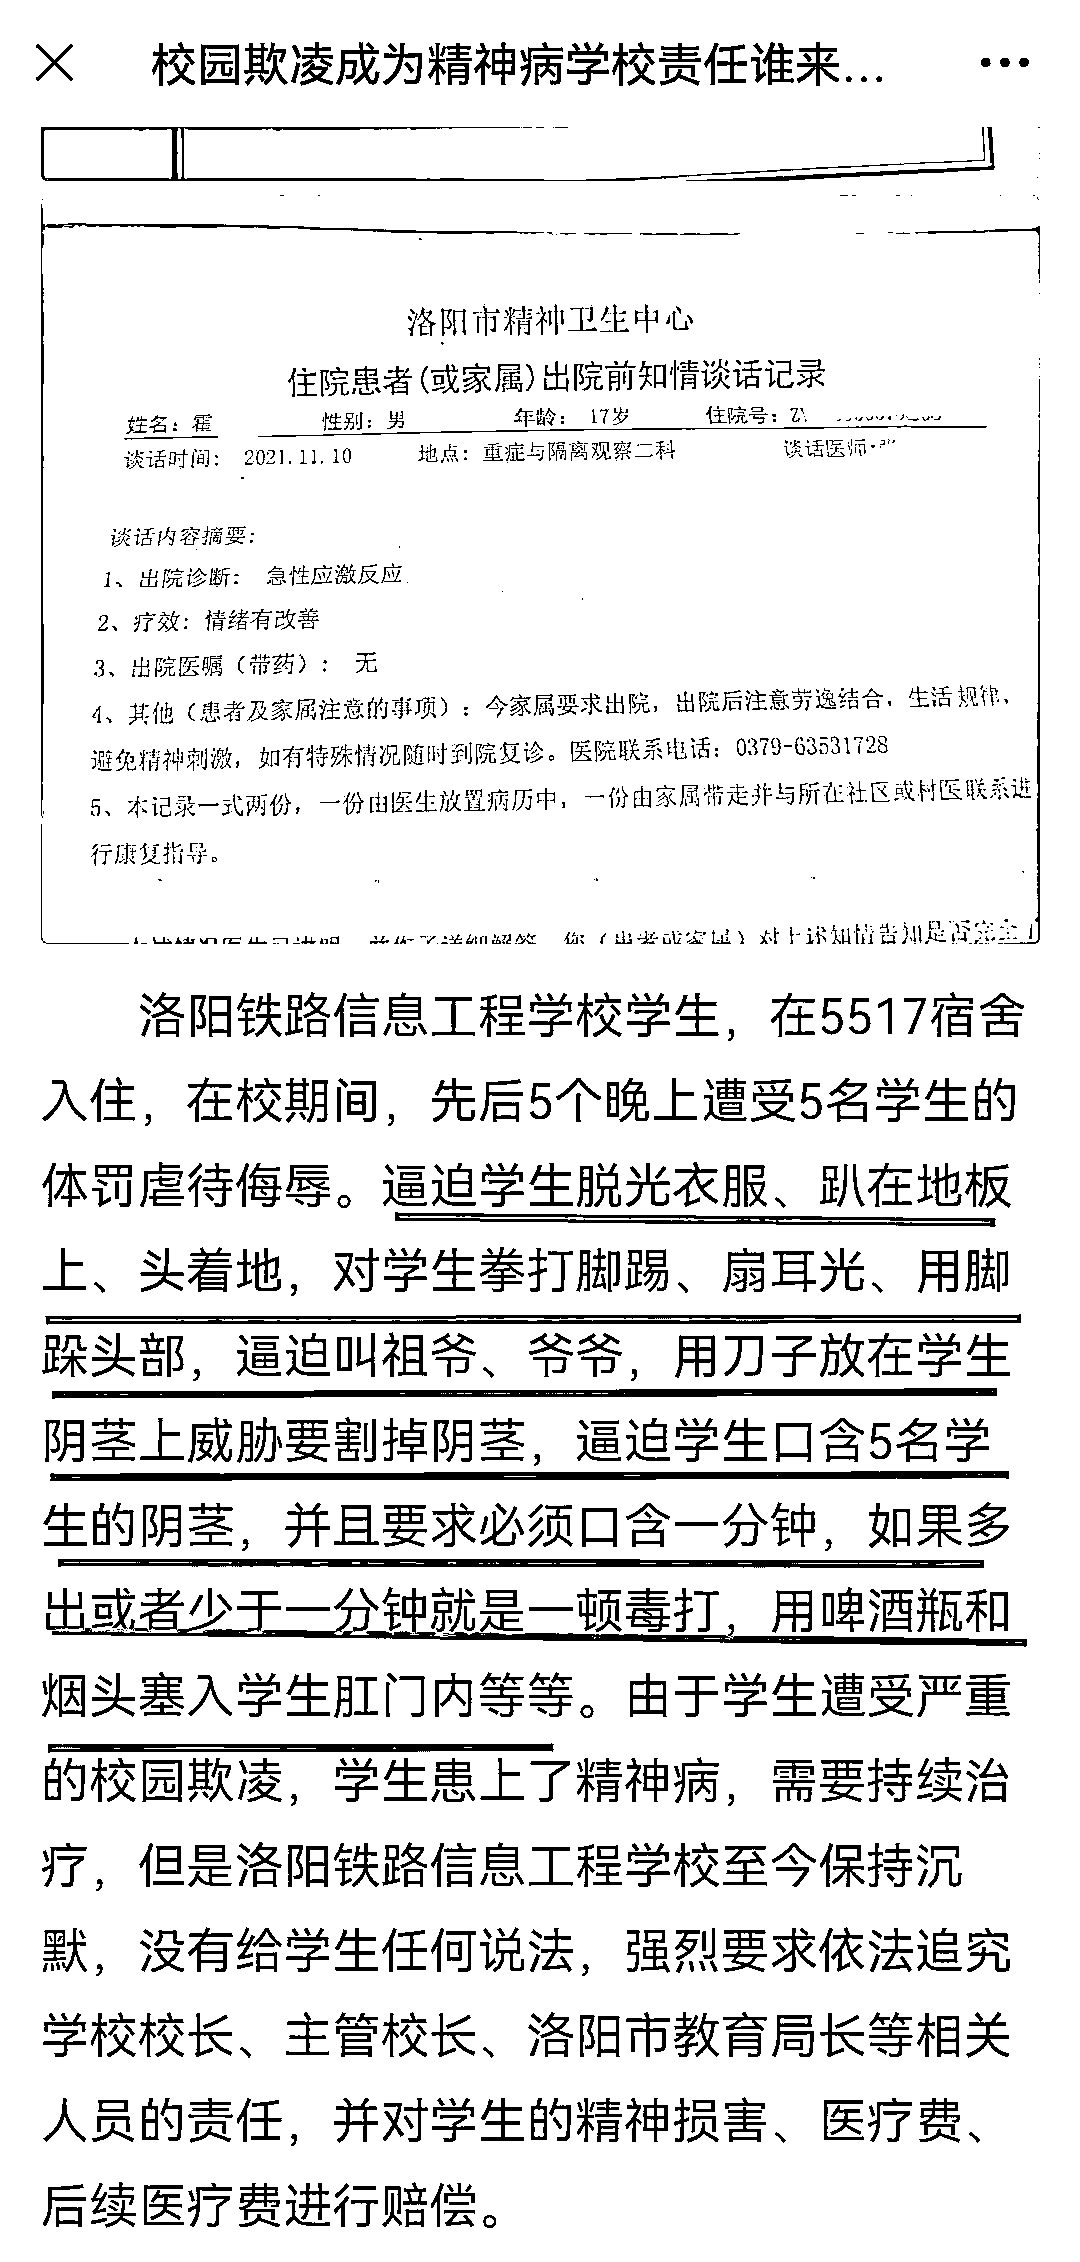 校园欺凌成为精神病学校责任谁来...
洛阳市精神卫生中心
住院患者(或家属)出院前知情谈话记录
姓名：霍 性别：男 年龄： 17岁 住院号：
谈话时间： 2021.11.10 地点：重症与隔离观察二科 谈话医师
谈话内容摘要：
1、出院诊断： 急性应激反应
2、疗效：情绪有改善
3、出院医嘱（带药）： 无
4、其他（患者及家属注意的事项）：今家属要求出院，出院后注意劳逸结合，生活规律，
避免精神刺激，如有特殊情况随时到院复诊。医院联系电话：0379-63531728
5、本记录一式两份，一份由医生放置病历中，一份由家属带走并与所在社区或村医联系进
行康复指导。
洛阳铁路信息工程学校学生，在5517宿舍
入住，在校期间，先后5个晚上遭受5名学生的
体罚虐待侮辱。逼迫学生脱光衣服、趴在地板
上、头着地，对学生拳打脚踢、扇耳光、用脚
跺头部，逼迫叫祖爷、爷爷，用刀子放在学生
阴茎上威胁要割掉阴茎，逼迫学生口含5名学
生的阴茎，并且要求必须口含一分钟，如果多
出或者少于一分钟就是一顿毒打，用啤酒瓶和
烟头塞入学生肛门内等等。由于学生遭受严重
的校园欺凌，学生患上了精神病，需要持续治
疗，但是洛阳铁路信息工程学校至今保持沉
默，没有给学生任何说法，强烈要求依法追究
学校校长、主管校长、洛阳市教育局长等相关
人员的责任，并对学生的精神损害、医疗费、
后续医疗费进行赔偿。